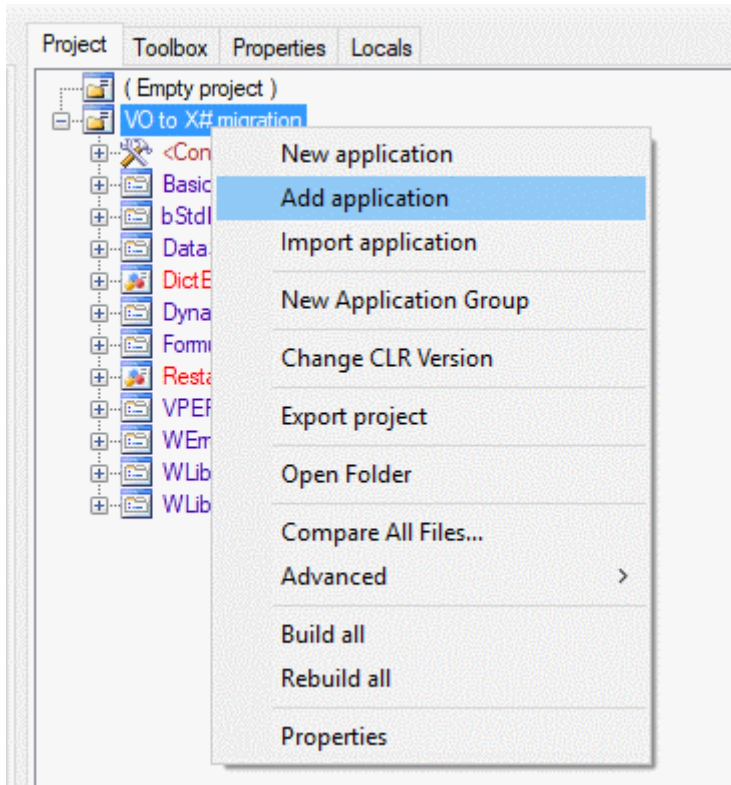 Project Toolbox Properties Locals
( Empty project )
VO to X# migration
<Con
Basic
bStdl
Data
DictE
Dyna
Form
Resta
VPEF
WEm
WLib
WLib
New application
Add application
Import application
New Application Group
Change CLR Version
Export project
Open Folder
Compare All Files...
Advanced
Build all
Rebuild all
Properties